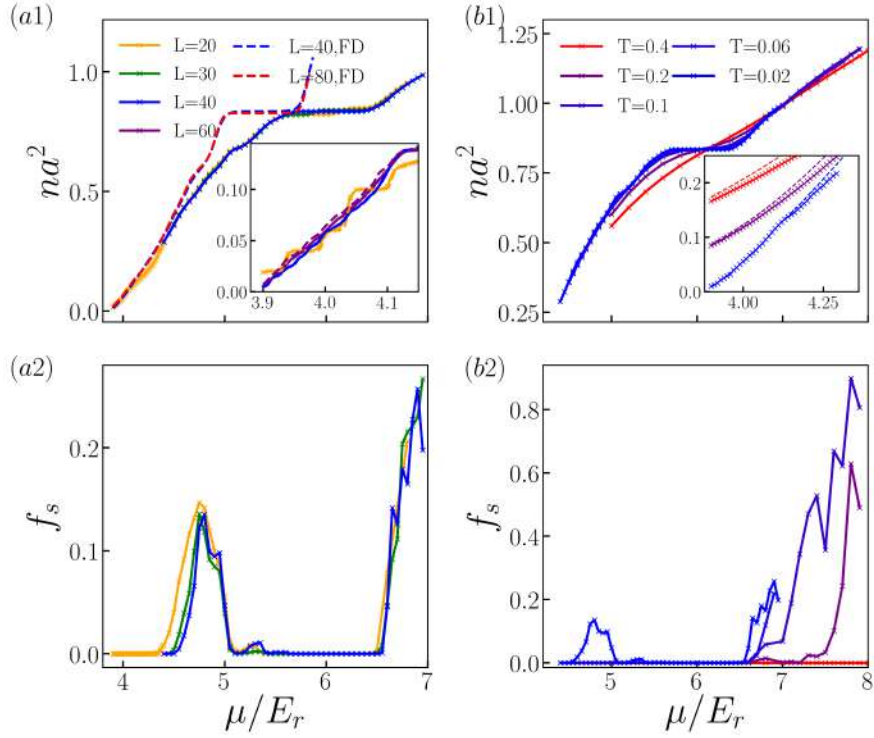 (a1)
L=20
L=30
L=40
L=60
L=40,FD
L=80,FD
na²
1.0
0.5
0.0
0.10
0.05
0.00
3.9
4.0
4.1
(b1)
T=0.4
T=0.2
T=0.1
T=0.06
T=0.02
na²
1.25
1.00
0.75
0.50
0.25
0.2
0.1
0.0
4.00
4.25
(a2)
f_s
0.2
0.1
0.0
4
5
6
7
μ/E_r
(b2)
f_s
0.8
0.6
0.4
0.2
0.0
5
6
7
8
μ/E_r